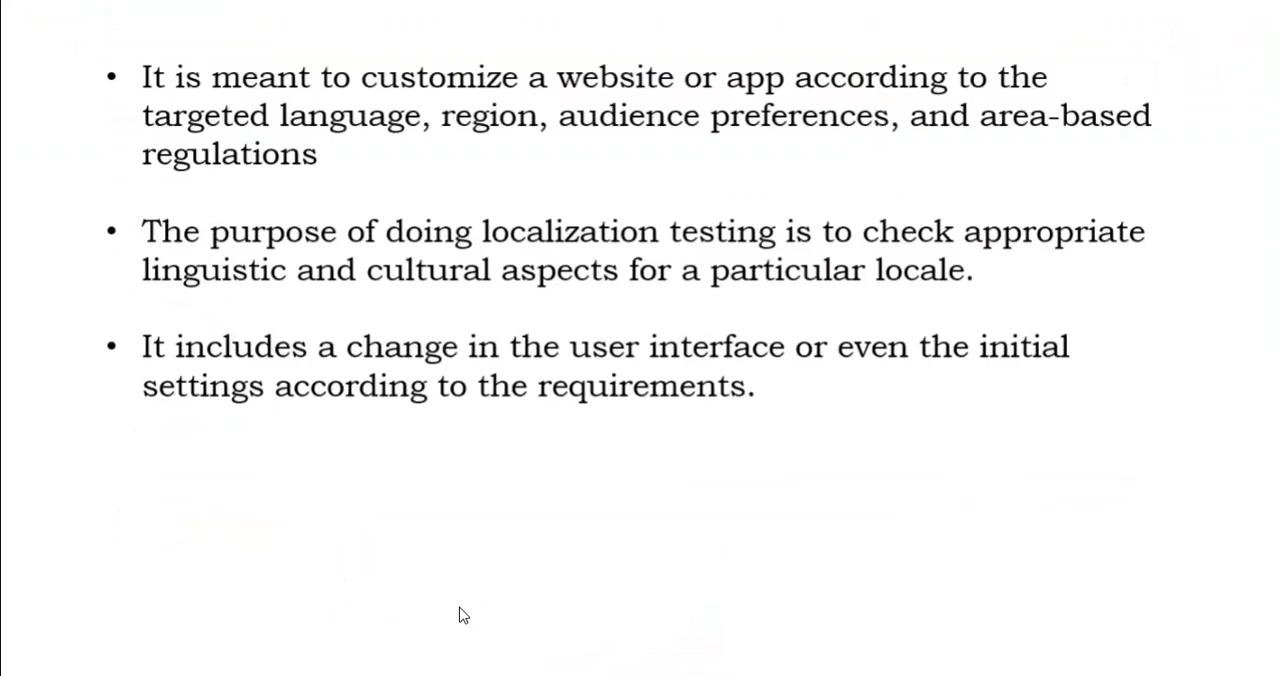 • It is meant to customize a website or app according to the
targeted language, region, audience preferences, and area-based
regulations
• The purpose of doing localization testing is to check appropriate
linguistic and cultural aspects for a particular locale.
• It includes a change in the user interface or even the initial
settings according to the requirements.